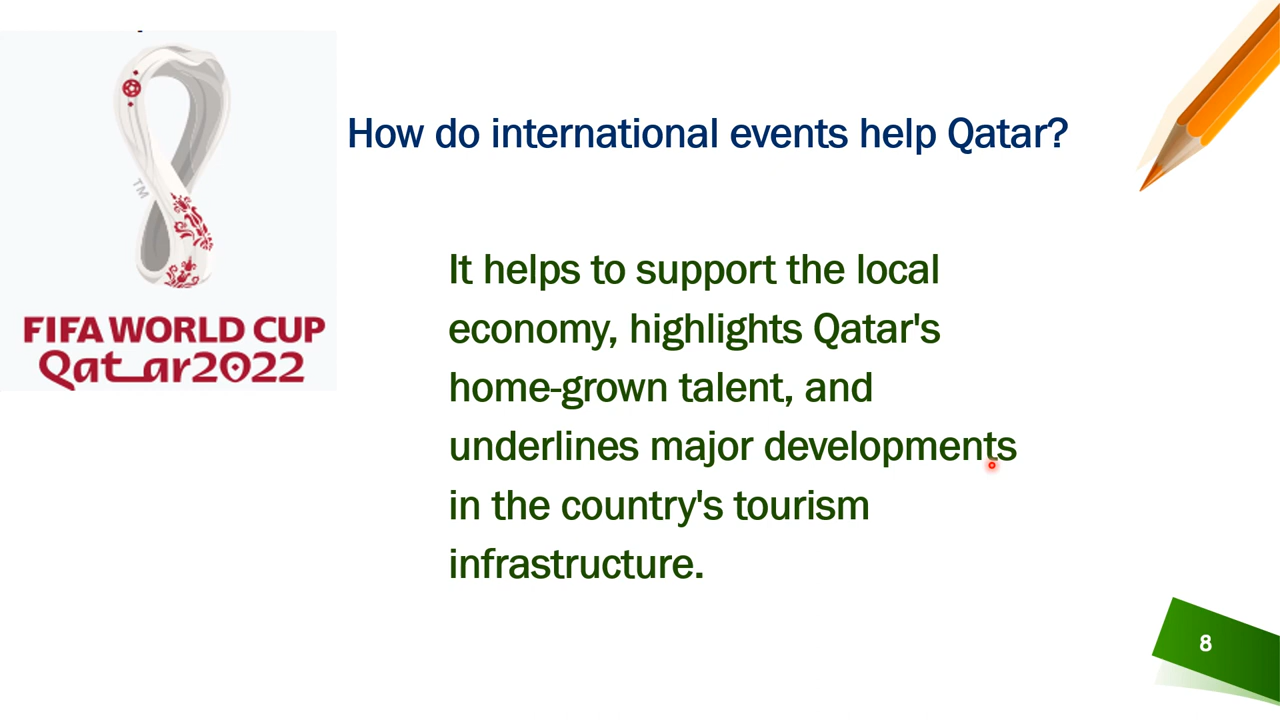 TM
FIFA WORLD CUP
Qatar2022
How do international events help Qatar?
It helps to support the local
economy, highlights Qatar's
home-grown talent, and
underlines major developments
in the country's tourism
infrastructure.
8